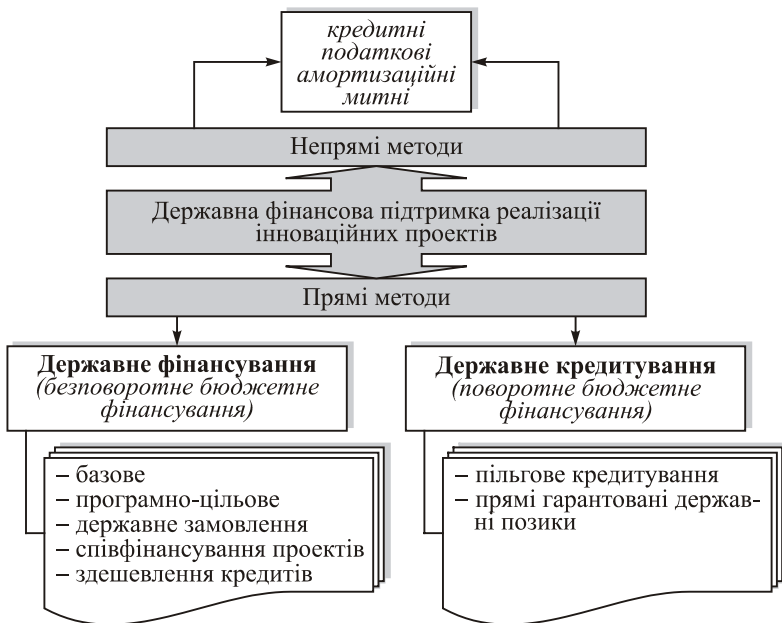 кредитні
податкові
амортизаційні
митні
Непрямі методи
Державна фінансова підтримка реалізації
інноваційних проектів
Прямі методи
Державне фінансування
(безповоротне бюджетне
фінансування)
– базове
– програмно-цільове
– державне замовлення
– співфінансування проектів
– здешевлення кредитів
Державне кредитування
(поворотне бюджетне
фінансування)
– пільгове кредитування
– прямі гарантовані держав-
ні позики